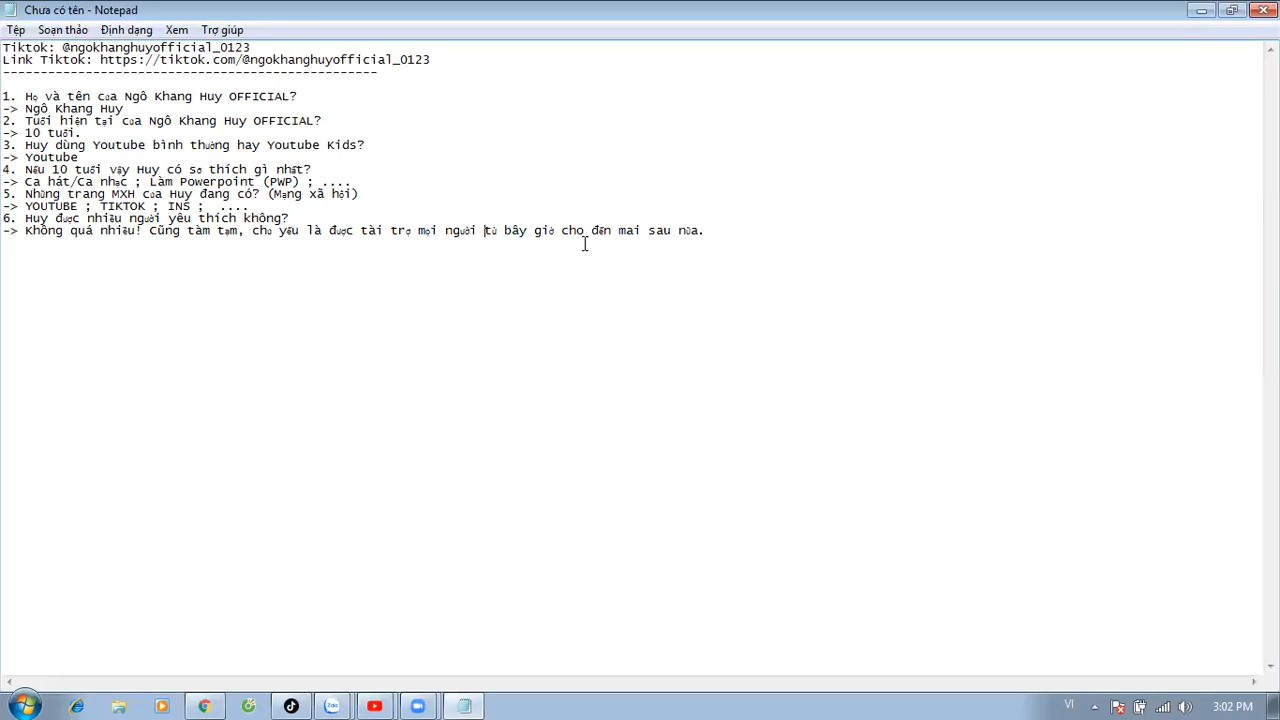 Chưa có tên - Notepad
Tệp Soạn thảo Định dạng Xem Trợ giúp
Tiktok: @ngokhanghuyofficial_0123
Link Tiktok: https://tiktok.com/@ngokhanghuyofficial_0123
--------------------------------------------------
1. Họ và tên của Ngô Khang Huy OFFICIAL?
-> Ngô Khang Huy
2. Tuổi hiện tại của Ngô Khang Huy OFFICIAL?
-> 10 tuổi.
3. Huy dùng Youtube bình thường hay Youtube Kids?
-> Youtube
4. Nếu 10 tuổi vậy Huy có sở thích gì nhất?
-> Ca hát/Ca nhạc ; Làm Powerpoint (PWP) ; ....
5. Những trang MXH của Huy đang có? (Mạng xã hội)
-> YOUTUBE ; TIKTOK ; INS ;  ....
6. Huy được nhiều người yêu thích không?
-> Không quá nhiều! Cũng tàm tạm, chủ yếu là được tài trợ mọi người từ bây giờ cho đến mai sau nữa.
Zalo
VI 3:02 PM